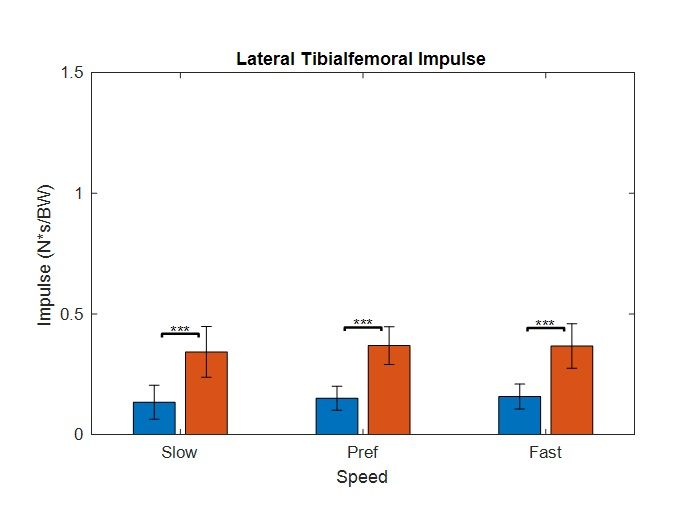 Lateral Tibialfemoral Impulse
1.5
1
0.5
0
Impulse (N*s/BW)
***
***
***
Slow
Pref
Fast
Speed